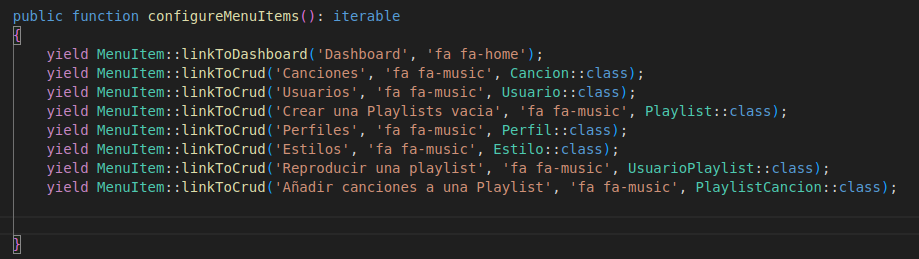 public function configureMenuItems(): iterable
{
    yield MenuItem::linkToDashboard('Dashboard', 'fa fa-home');
    yield MenuItem::linkToCrud('Canciones', 'fa fa-music', Cancion::class);
    yield MenuItem::linkToCrud('Usuarios', 'fa fa-music', Usuario::class);
    yield MenuItem::linkToCrud('Crear una Playlists vacia', 'fa fa-music', Playlist::class);
    yield MenuItem::linkToCrud('Perfiles', 'fa fa-music', Perfil::class);
    yield MenuItem::linkToCrud('Estilos', 'fa fa-music', Estilo::class);
    yield MenuItem::linkToCrud('Reproducir una playlist', 'fa fa-music', UsuarioPlaylist::class);
    yield MenuItem::linkToCrud('Añadir canciones a una Playlist', 'fa fa-music', PlaylistCancion::class);
}